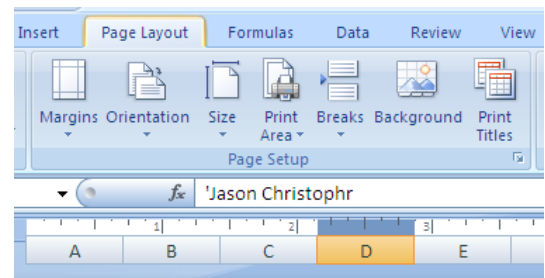 Insert Page Layout Formulas Data Review View
Margins Orientation Size Print Area Breaks Background Print Titles
Page Setup
fx 'Jason Christophr
1 2 3
A B C D E